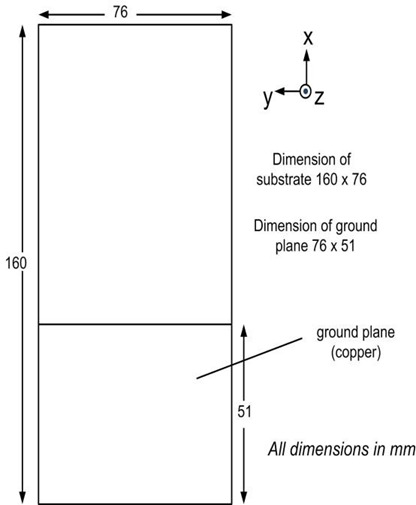 76
x
y
z
Dimension of
substrate 160 x 76
Dimension of ground
plane 76 x 51
160
ground plane
(copper)
51
All dimensions in mm